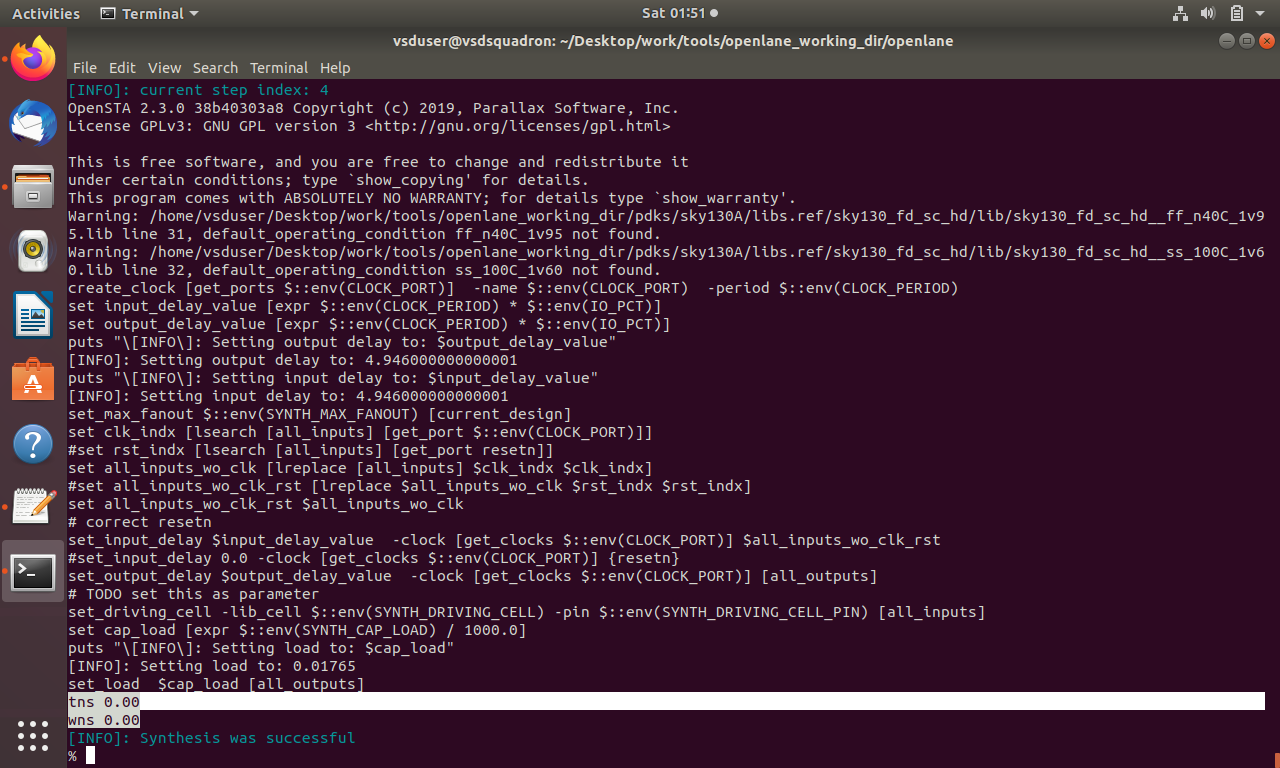 Activities
Terminal
Sat 01:51
vsduser@vsdsquadron: ~/Desktop/work/tools/openlane_working_dir/openlane
File Edit View Search Terminal Help
[INFO]: current step index: 4
OpenSTA 2.3.0 38b40303a8 Copyright (c) 2019, Parallax Software, Inc.
License GPLv3: GNU GPL version 3 <http://gnu.org/licenses/gpl.html>
This is free software, and you are free to change and redistribute it
under certain conditions; type `show_copying' for details.
This program comes with ABSOLUTELY NO WARRANTY; for details type `show_warranty'.
Warning: /home/vsduser/Desktop/work/tools/openlane_working_dir/pdks/sky130A/libs.ref/sky130_fd_sc_hd/lib/sky130_fd_sc_hd__ff_n40C_1v9
5.lib line 31, default_operating_condition ff_n40C_1v95 not found.
Warning: /home/vsduser/Desktop/work/tools/openlane_working_dir/pdks/sky130A/libs.ref/sky130_fd_sc_hd/lib/sky130_fd_sc_hd__ss_100C_1v6
0.lib line 32, default_operating_condition ss_100C_1v60 not found.
create_clock [get_ports $::env(CLOCK_PORT)]  -name $::env(CLOCK_PORT)  -period $::env(CLOCK_PERIOD)
set input_delay_value [expr $::env(CLOCK_PERIOD) * $::env(IO_PCT)]
set output_delay_value [expr $::env(CLOCK_PERIOD) * $::env(IO_PCT)]
puts "\[INFO\]: Setting output delay to: $output_delay_value"
[INFO]: Setting output delay to: 4.946000000000001
puts "\[INFO\]: Setting input delay to: $input_delay_value"
[INFO]: Setting input delay to: 4.946000000000001
set_max_fanout $::env(SYNTH_MAX_FANOUT) [current_design]
set clk_indx [lsearch [all_inputs] [get_port $::env(CLOCK_PORT)]]
#set rst_indx [lsearch [all_inputs] [get_port resetn]]
set all_inputs_wo_clk [lreplace [all_inputs] $clk_indx $clk_indx]
#set all_inputs_wo_clk_rst [lreplace $all_inputs_wo_clk $rst_indx $rst_indx]
set all_inputs_wo_clk_rst $all_inputs_wo_clk
# correct resetn
set_input_delay $input_delay_value  -clock [get_clocks $::env(CLOCK_PORT)] $all_inputs_wo_clk_rst
#set_input_delay 0.0 -clock [get_clocks $::env(CLOCK_PORT)] {resetn}
set_output_delay $output_delay_value  -clock [get_clocks $::env(CLOCK_PORT)] [all_outputs]
# TODO set this as parameter
set_driving_cell -lib_cell $::env(SYNTH_DRIVING_CELL) -pin $::env(SYNTH_DRIVING_CELL_PIN) [all_inputs]
set cap_load [expr $::env(SYNTH_CAP_LOAD) / 1000.0]
puts "\[INFO\]: Setting load to: $cap_load"
[INFO]: Setting load to: 0.01765
set_load  $cap_load [all_outputs]
tns 0.00
wns 0.00
[INFO]: Synthesis was successful
%